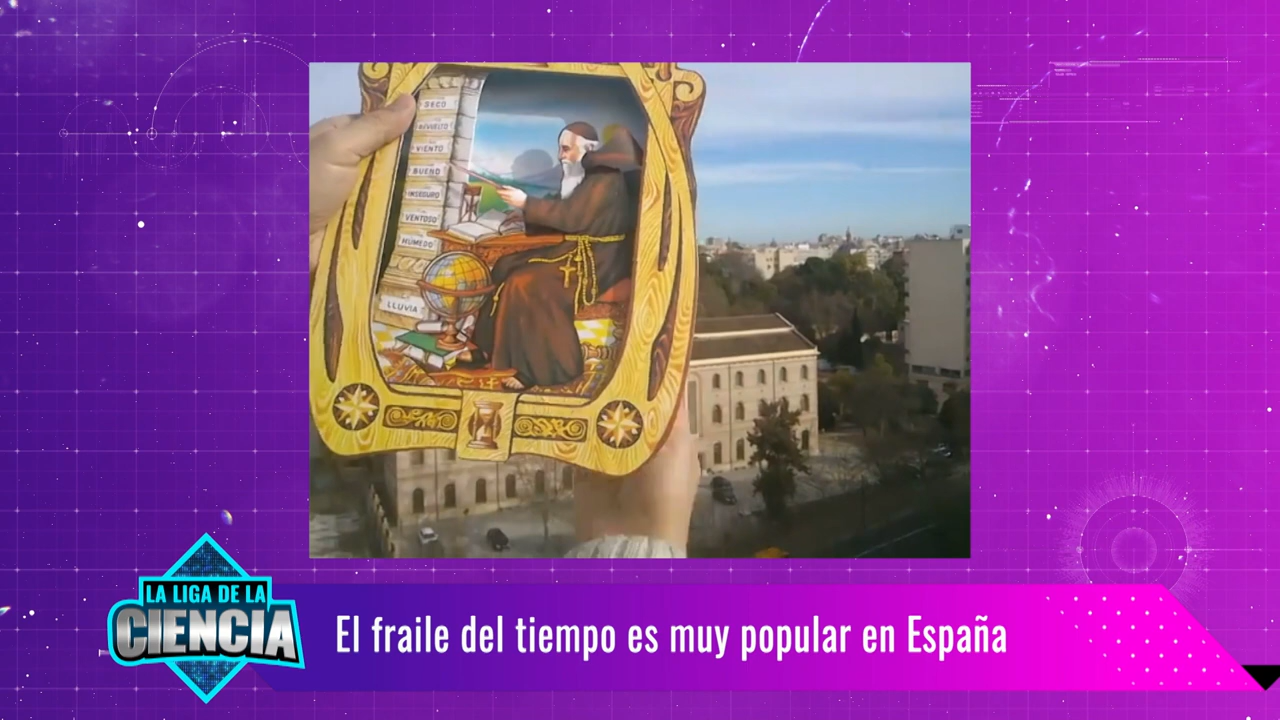 SECO
REVUELTO
VIENTO
BUENO
INSEGURO
VENTOSO
HÚMEDO
LLUVIA
LA LIGA DE LA
CIENCIA
El fraile del tiempo es muy popular en España